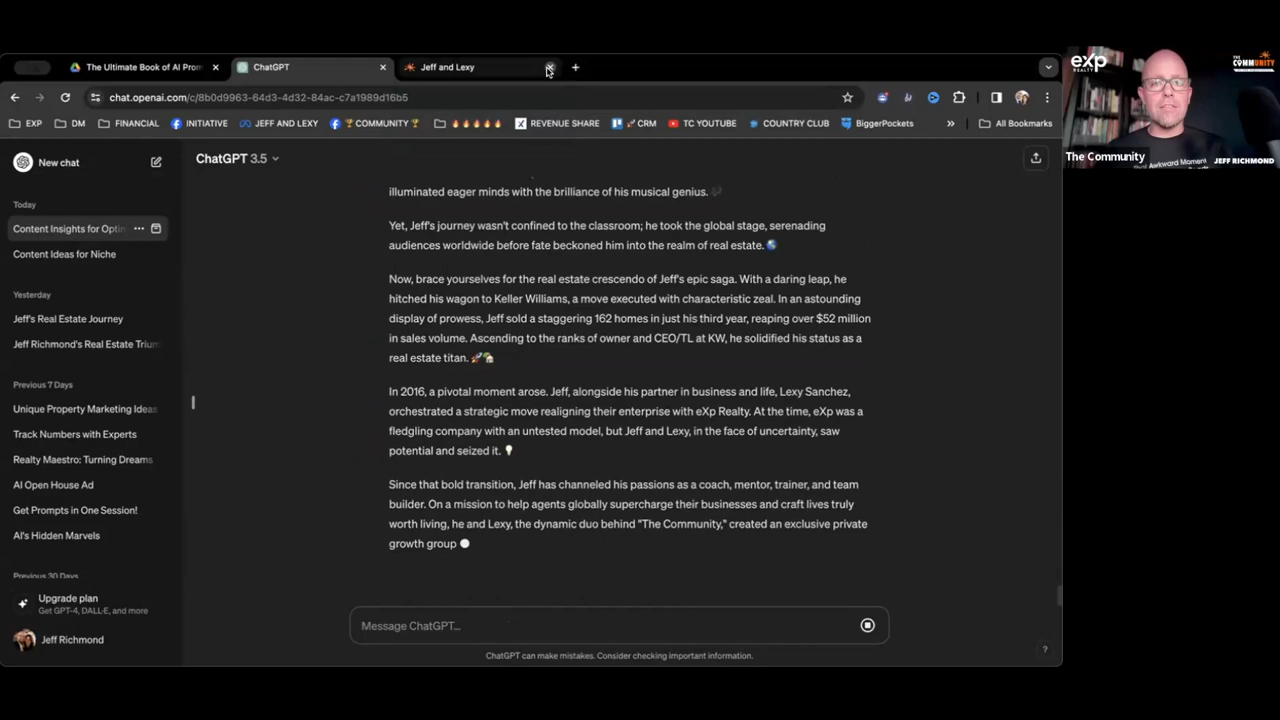 The Ultimate Book of AI Prom
ChatGPT
Jeff and Lexy
chat.openai.com/c/8b0d9963-64d3-4d32-84ac-c7a1989d16b5
EXP
DM
FINANCIAL
INITIATIVE
JEFF AND LEXY
COMMUNITY
REVENUE SHARE
CRM
TC YOUTUBE
COUNTRY CLUB
BiggerPockets
All Bookmarks
New chat
ChatGPT 3.5
Today
Content Insights for Optin
Content Ideas for Niche
Yesterday
Jeff's Real Estate Journey
Jeff Richmond's Real Estate Trium
Previous 7 Days
Unique Property Marketing Ideas
Track Numbers with Experts
Realty Maestro: Turning Dreams
AI Open House Ad
Get Prompts in One Session!
AI's Hidden Marvels
Previous 30 Days
Upgrade plan
Get GPT-4, DALL·E, and more
Jeff Richmond
illuminated eager minds with the brilliance of his musical genius.
Yet, Jeff's journey wasn't confined to the classroom; he took the global stage, serenading
audiences worldwide before fate beckoned him into the realm of real estate. 🌎
Now, brace yourselves for the real estate crescendo of Jeff's epic saga. With a daring leap, he
hitched his wagon to Keller Williams, a move executed with characteristic zeal. In an astounding
display of prowess, Jeff sold a staggering 162 homes in just his third year, reaping over $52 million
in sales volume. Ascending to the ranks of owner and CEO/TL at KW, he solidified his status as a
real estate titan. 🚀🏡
In 2016, a pivotal moment arose. Jeff, alongside his partner in business and life, Lexy Sanchez,
orchestrated a strategic move realigning their enterprise with eXp Realty. At the time, eXp was a
fledgling company with an untested model, but Jeff and Lexy, in the face of uncertainty, saw
potential and seized it. 💡
Since that bold transition, Jeff has channeled his passions as a coach, mentor, trainer, and team
builder. On a mission to help agents globally supercharge their businesses and craft lives truly
worth living, he and Lexy, the dynamic duo behind "The Community," created an exclusive private
growth group
Message ChatGPT...
ChatGPT can make mistakes. Consider checking important information.
?
eXp
REALTY
THE
COMMUNITY
The Community
Awkward Moment
JEFF RICHMOND